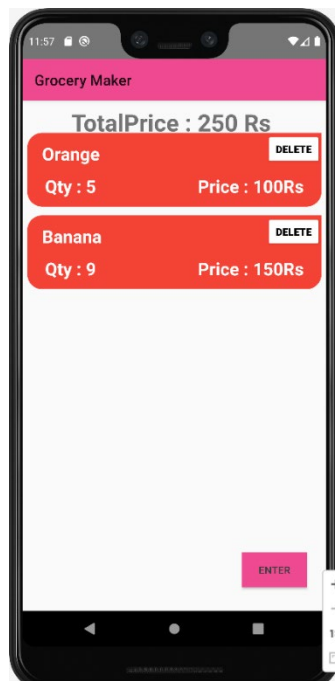 11:57
Grocery Maker
TotalPrice : 250 Rs
Orange DELETE
Qty : 5 Price : 100Rs
Banana DELETE
Qty : 9 Price : 150Rs
ENTER